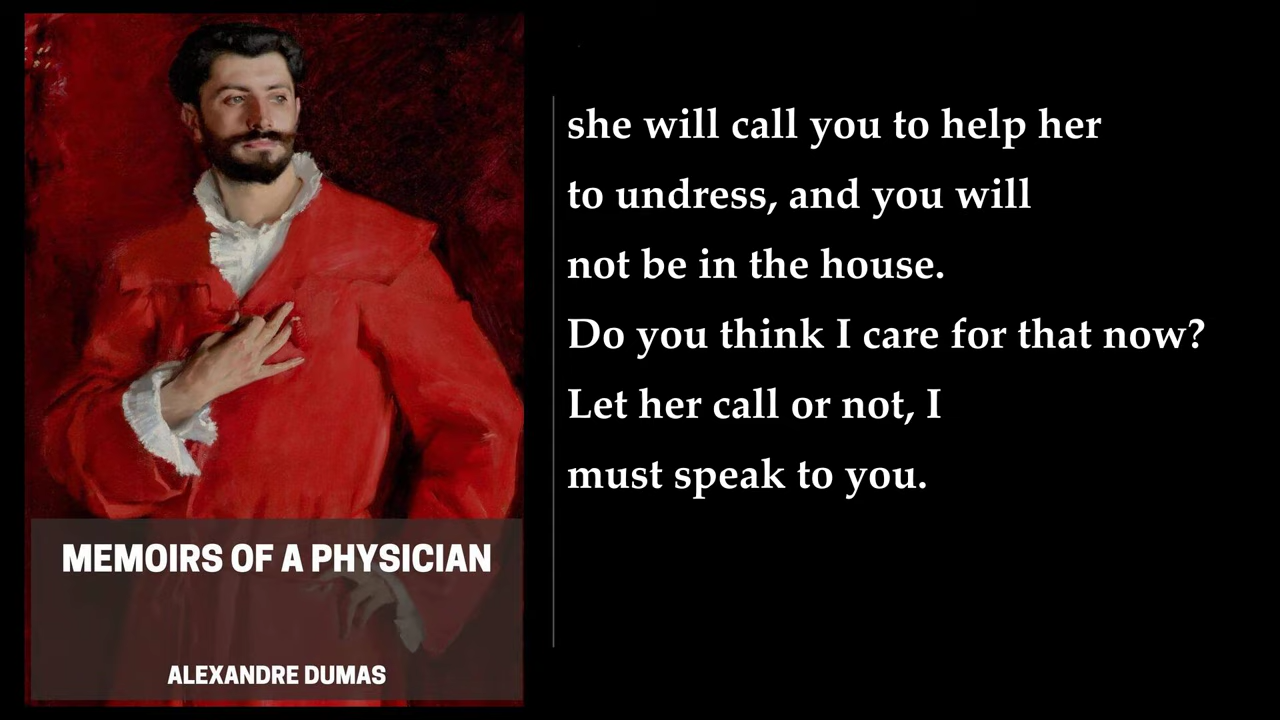 MEMOIRS OF A PHYSICIAN
ALEXANDRE DUMAS
she will call you to help her
to undress, and you will
not be in the house.
Do you think I care for that now?
Let her call or not, I
must speak to you.